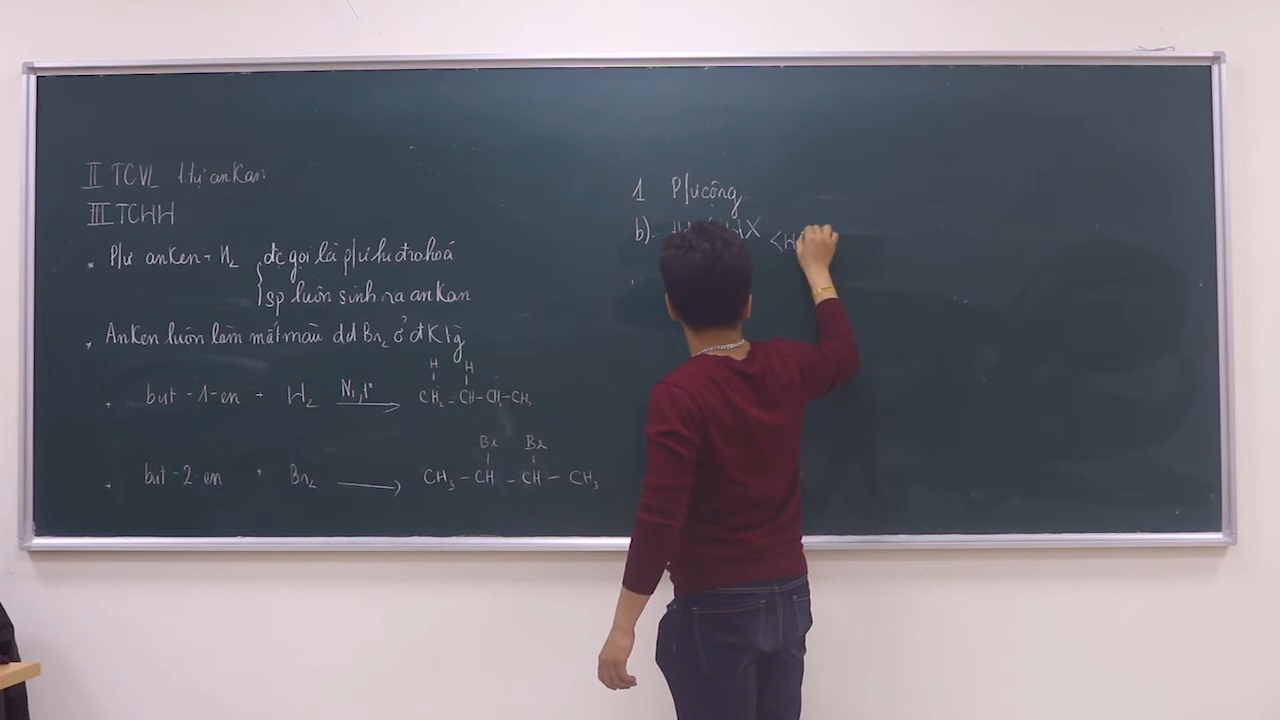 II TCVL t.tự ankan
III TCHH
* P/ư anken + H₂ đc gọi là p/ư hiđro hoá
sp luôn sinh ra ankan
* Anken luôn làm mất màu dd Br₂ ở đk tg
H H
but-1-en + H₂ Ni, t° CH₂ - CH - CH₂ - CH₃
Br Br
but-2-en + Br₂ → CH₃ - CH - CH - CH₃
1 P/ư cộng
b). X <H